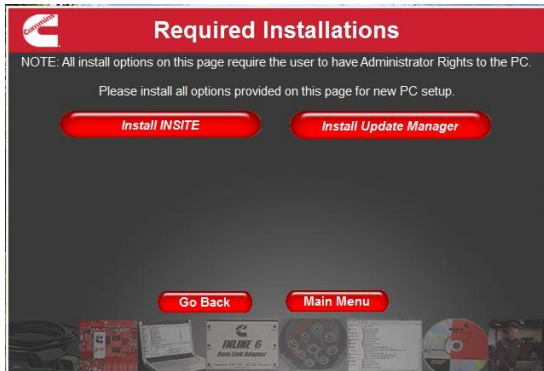 Cummins
Required Installations
NOTE: All install options on this page require the user to have Administrator Rights to the PC.
Please install all options provided on this page for new PC setup.
Install INSITE
Install Update Manager
Go Back
Main Menu
INLINE 6
Data Link Adapter